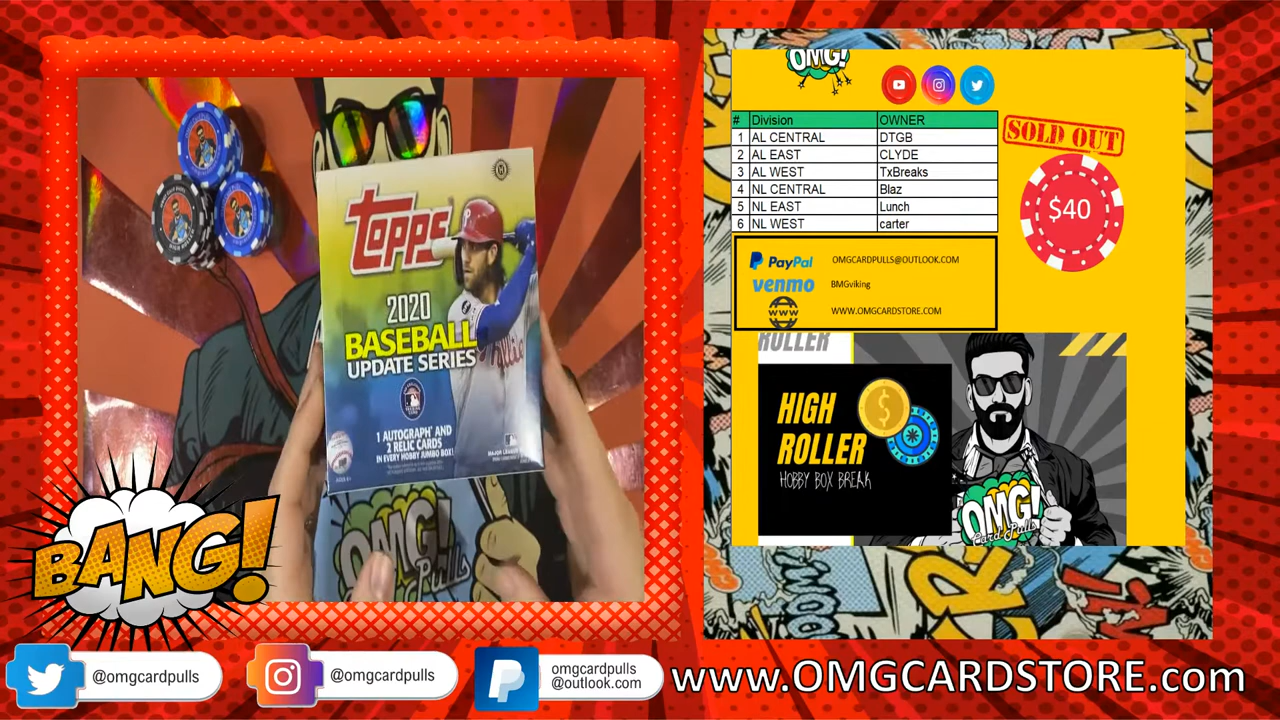 TOPPS
2020
BASEBALL
UPDATE SERIES
1 AUTOGRAPH AND
2 RELIC CARDS
IN EVERY HOBBY JUMBO BOX!
OMG!
BANG!
OMG!
# Division OWNER
1 AL CENTRAL DTGB
2 AL EAST CLYDE
3 AL WEST TxBreaks
4 NL CENTRAL Blaz
5 NL EAST Lunch
6 NL WEST carter
SOLD OUT
$40
PayPal OMGCARDPULLS@OUTLOOK.COM
venmo BMGviking
www WWW.OMGCARDSTORE.COM
ROLLER
HIGH
ROLLER
HOBBY BOX BREAK
OMG!
Card Pulls
@omgcardpulls
@omgcardpulls
omgcardpulls
@outlook.com
www.OMGCARDSTORE.com